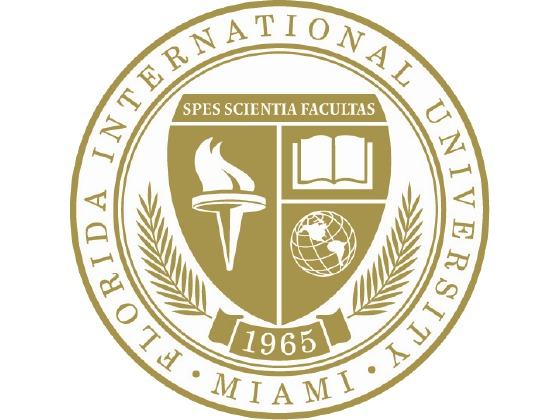 FLORIDA INTERNATIONAL UNIVERSITY
SPES SCIENTIA FACULTAS
1965
· MIAMI ·